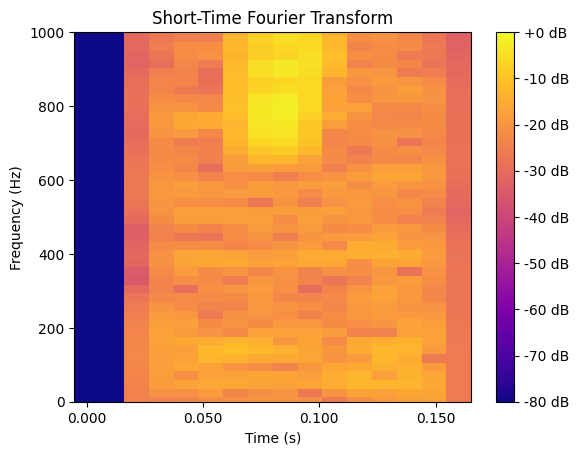 Short-Time Fourier Transform
1000
800
600
400
200
0
Frequency (Hz)
0.000
0.050
0.100
0.150
Time (s)
+0 dB
-10 dB
-20 dB
-30 dB
-40 dB
-50 dB
-60 dB
-70 dB
-80 dB